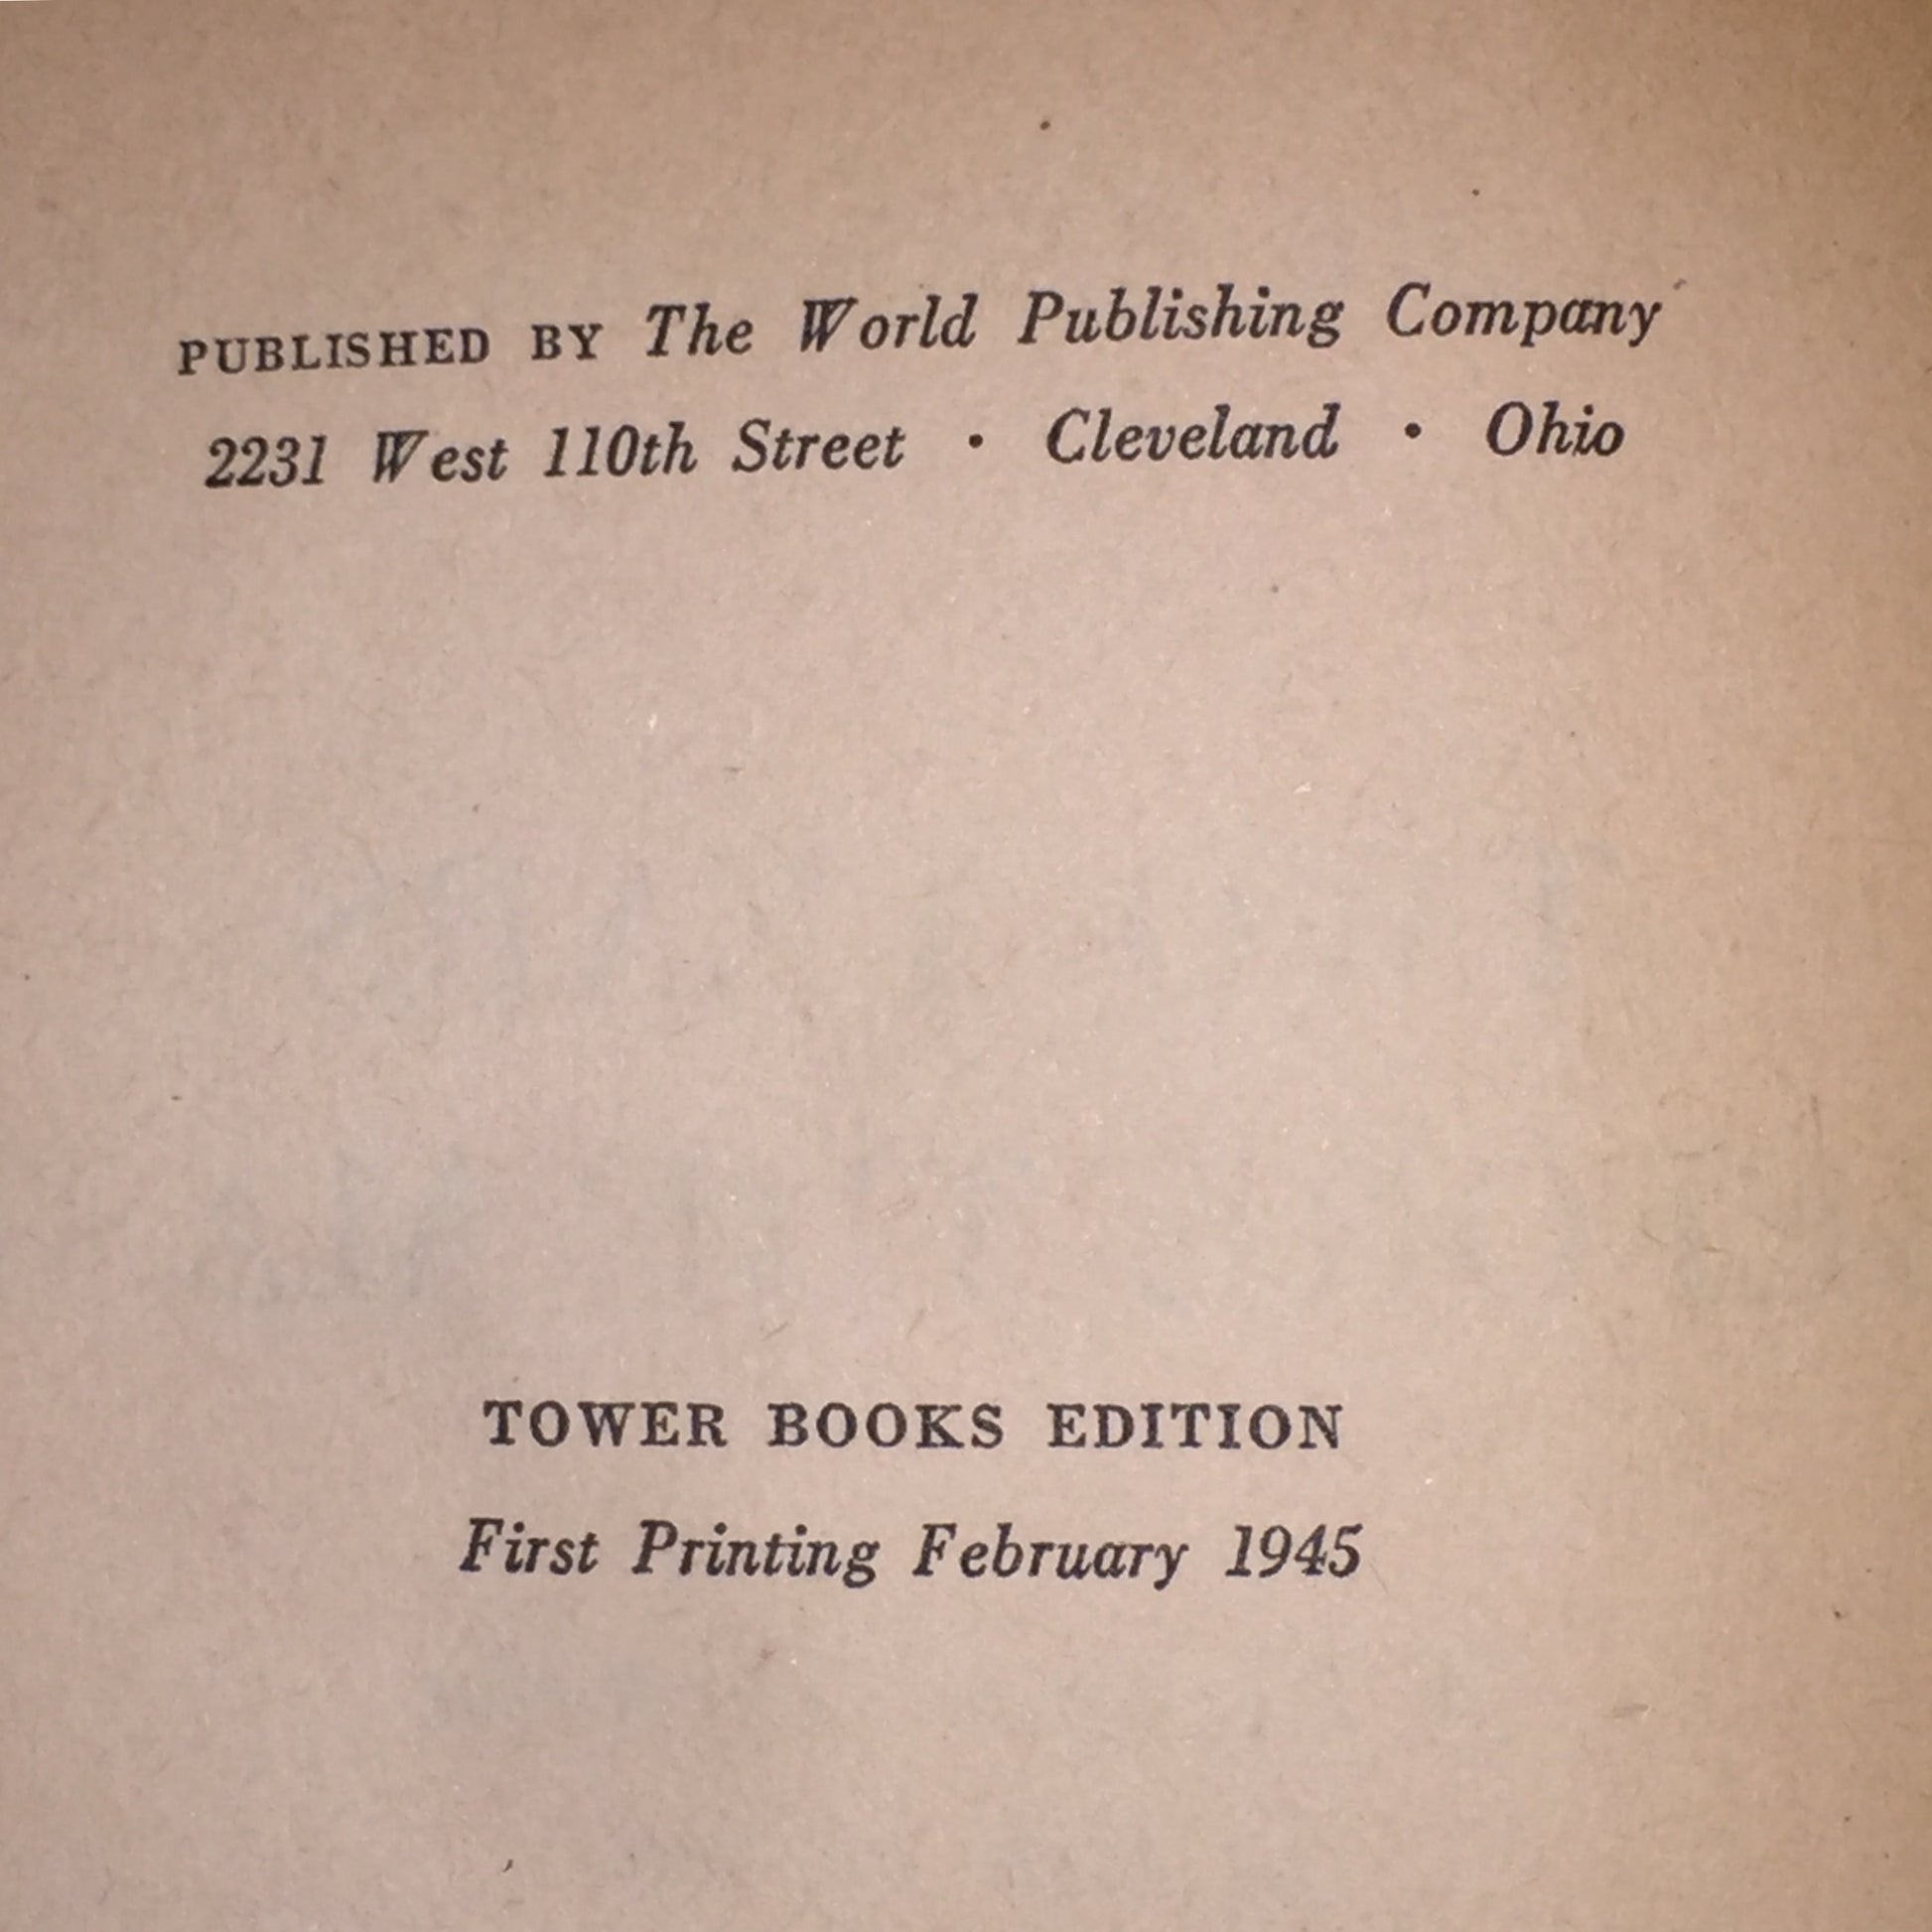 PUBLISHED BY The World Publishing Company
2231 West 110th Street · Cleveland · Ohio
TOWER BOOKS EDITION
First Printing February 1945